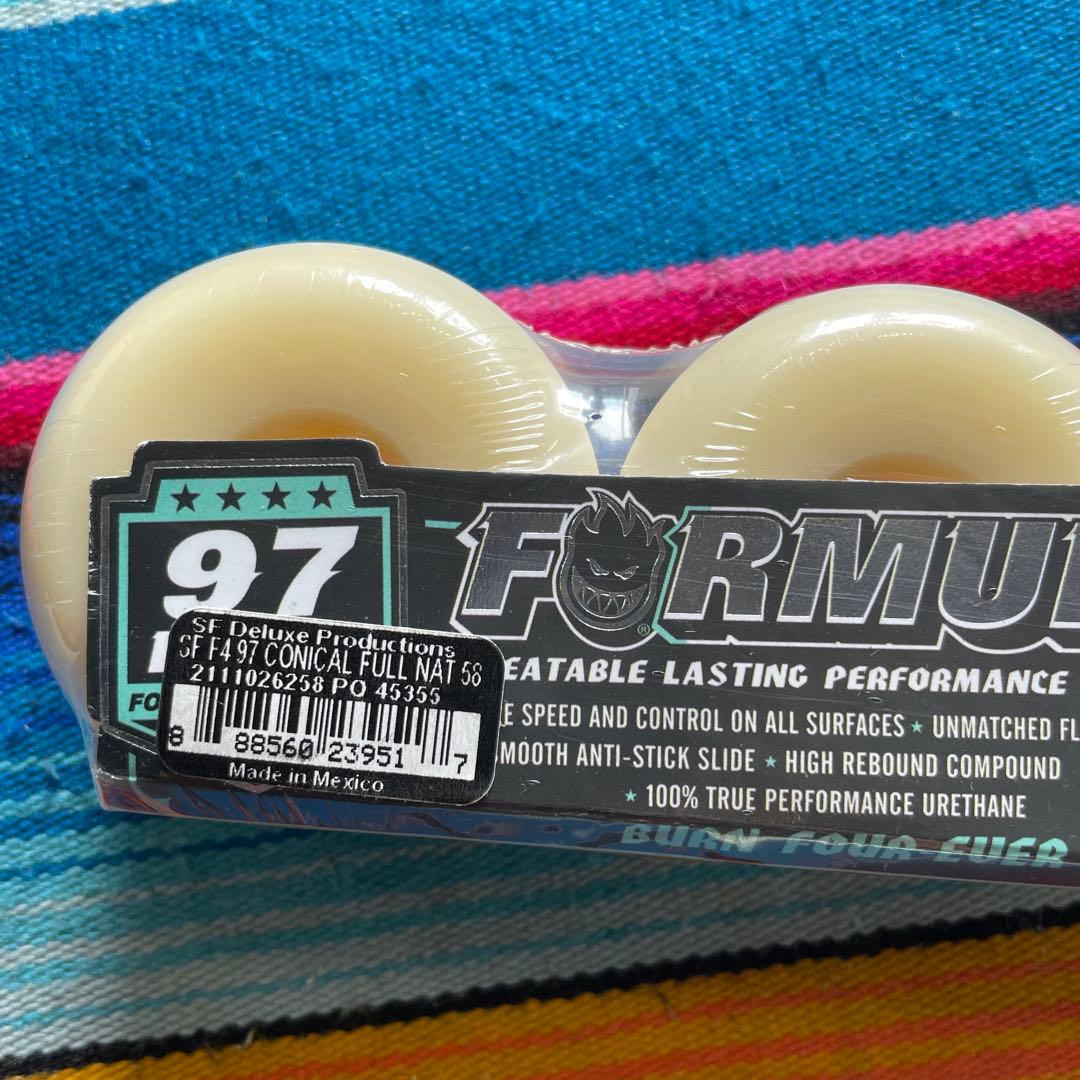 97
FO
SF Deluxe Productions
SF F4 97 CONICAL FULL NAT 58
2111026258 PO 45355
8 88560 23951 7
Made in Mexico
FORMU
EATABLE LASTING PERFORMANCE
E SPEED AND CONTROL ON ALL SURFACES ★ UNMATCHED FL
MOOTH ANTI-STICK SLIDE ★ HIGH REBOUND COMPOUND
★ 100% TRUE PERFORMANCE URETHANE
BURN FOUR EVER